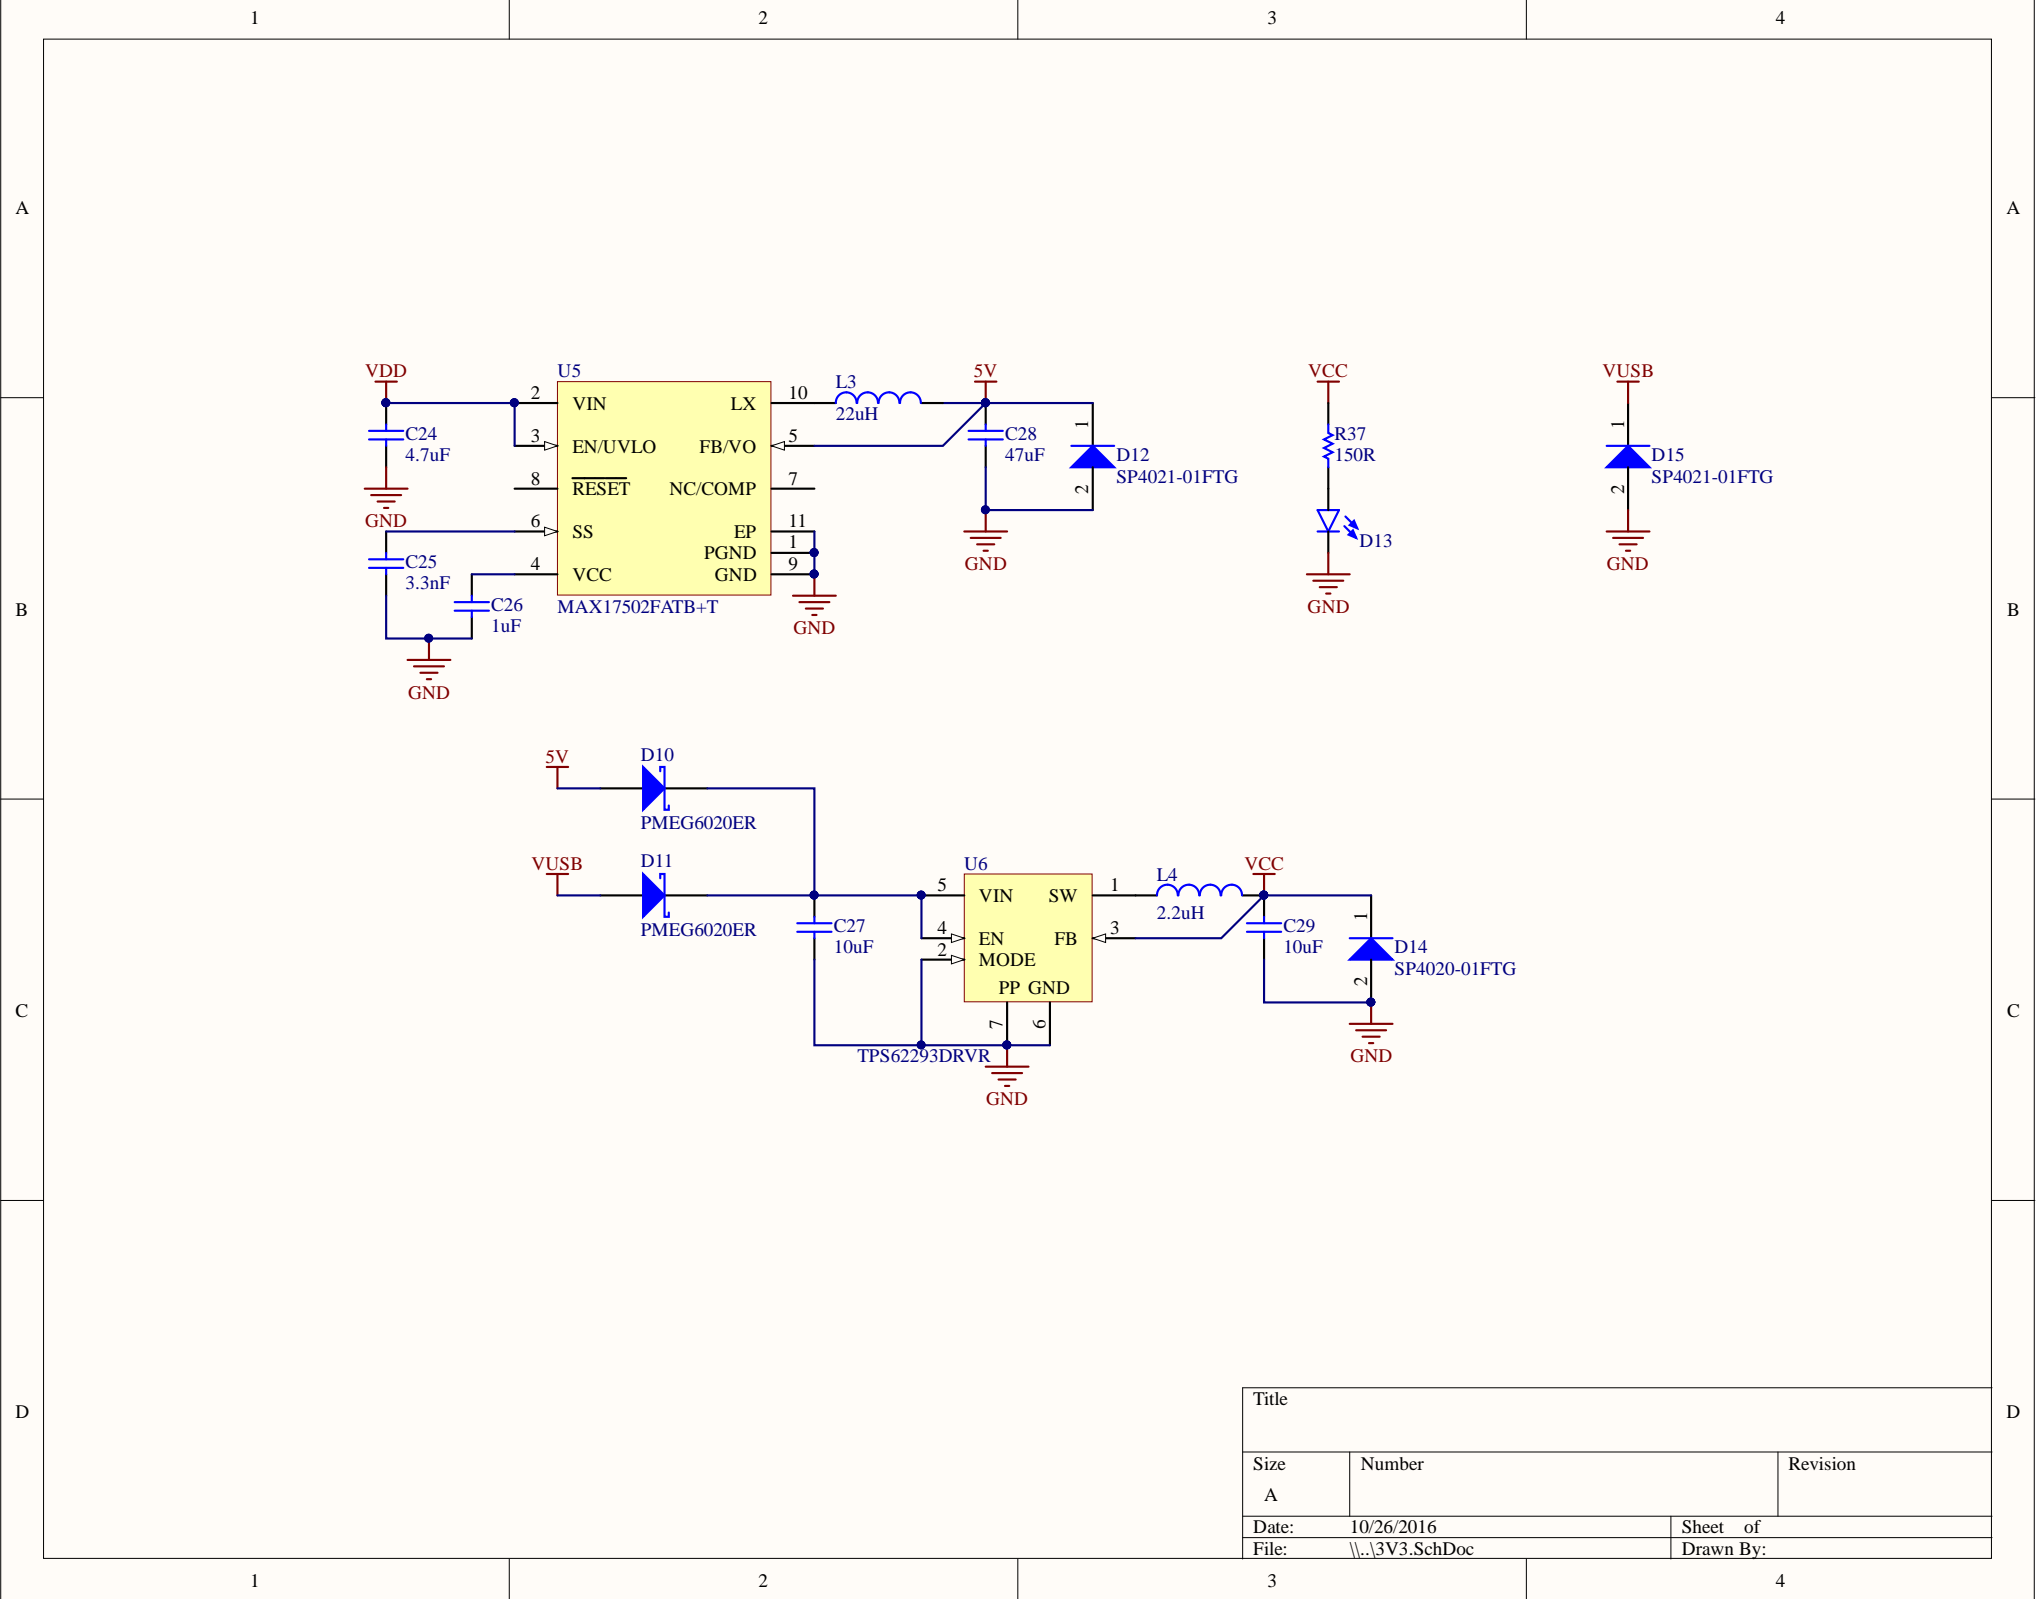 1 2 3 4
A A
VDD U5 5V VCC VUSB
2 VIN LX 10 L3
22uH
3 EN/UVLO FB/VO 5
C24
4.7uF
C28
47uF
1
D12
SP4021-01FTG
2
R37
150R
1
D15
SP4021-01FTG
2
8 RESET NC/COMP 7
GND
6 SS EP 11
PGND 1
4 VCC GND 9
C25
3.3nF
C26
1uF
MAX17502FATB+T
GND
GND
D13
GND
GND
GND
B B
5V D10
PMEG6020ER
VUSB D11
PMEG6020ER
U6 L4 VCC
5 VIN SW 1
2.2uH
4 EN FB 3
2 MODE
PP GND
7 6
C27
10uF
C29
10uF
1
D14
SP4020-01FTG
2
TPS62293DRVR
GND
GND
C C
D D
Title
Size Number Revision
A
Date: 10/26/2016 Sheet of
File: \\..\3V3.SchDoc Drawn By:
1 2 3 4